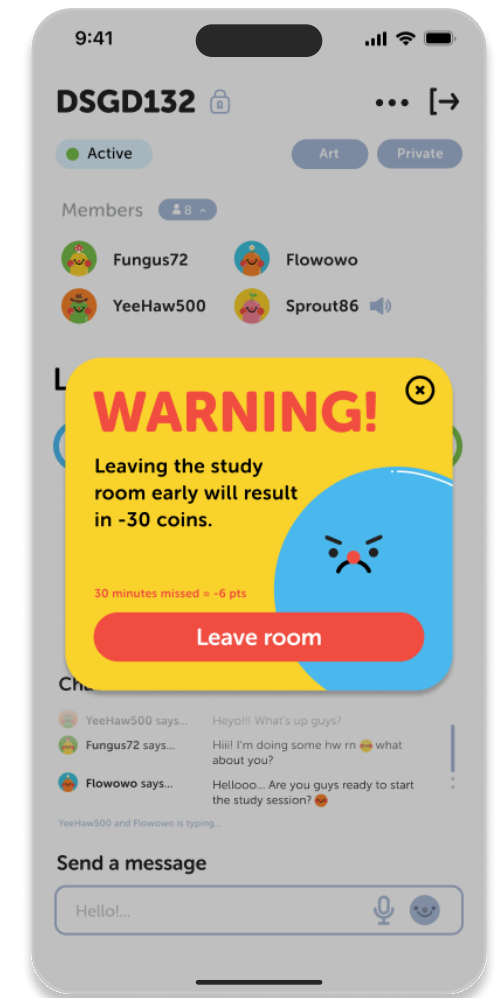 9:41
DSGD132
Active
Art
Private
Members
8
Fungus72
Flowowo
YeeHaw500
Sprout86
WARNING!
Leaving the study
room early will result
in -30 coins.
30 minutes missed = -6 pts
Leave room
YeeHaw500 says...
Heyo!!! What's up guys?
Fungus72 says...
Hiii! I'm doing some hw rn what
about you?
Flowowo says...
Hellooo... Are you guys ready to start
the study session?
YeeHaw500 and Flowowo is typing...
Send a message
Hello!...